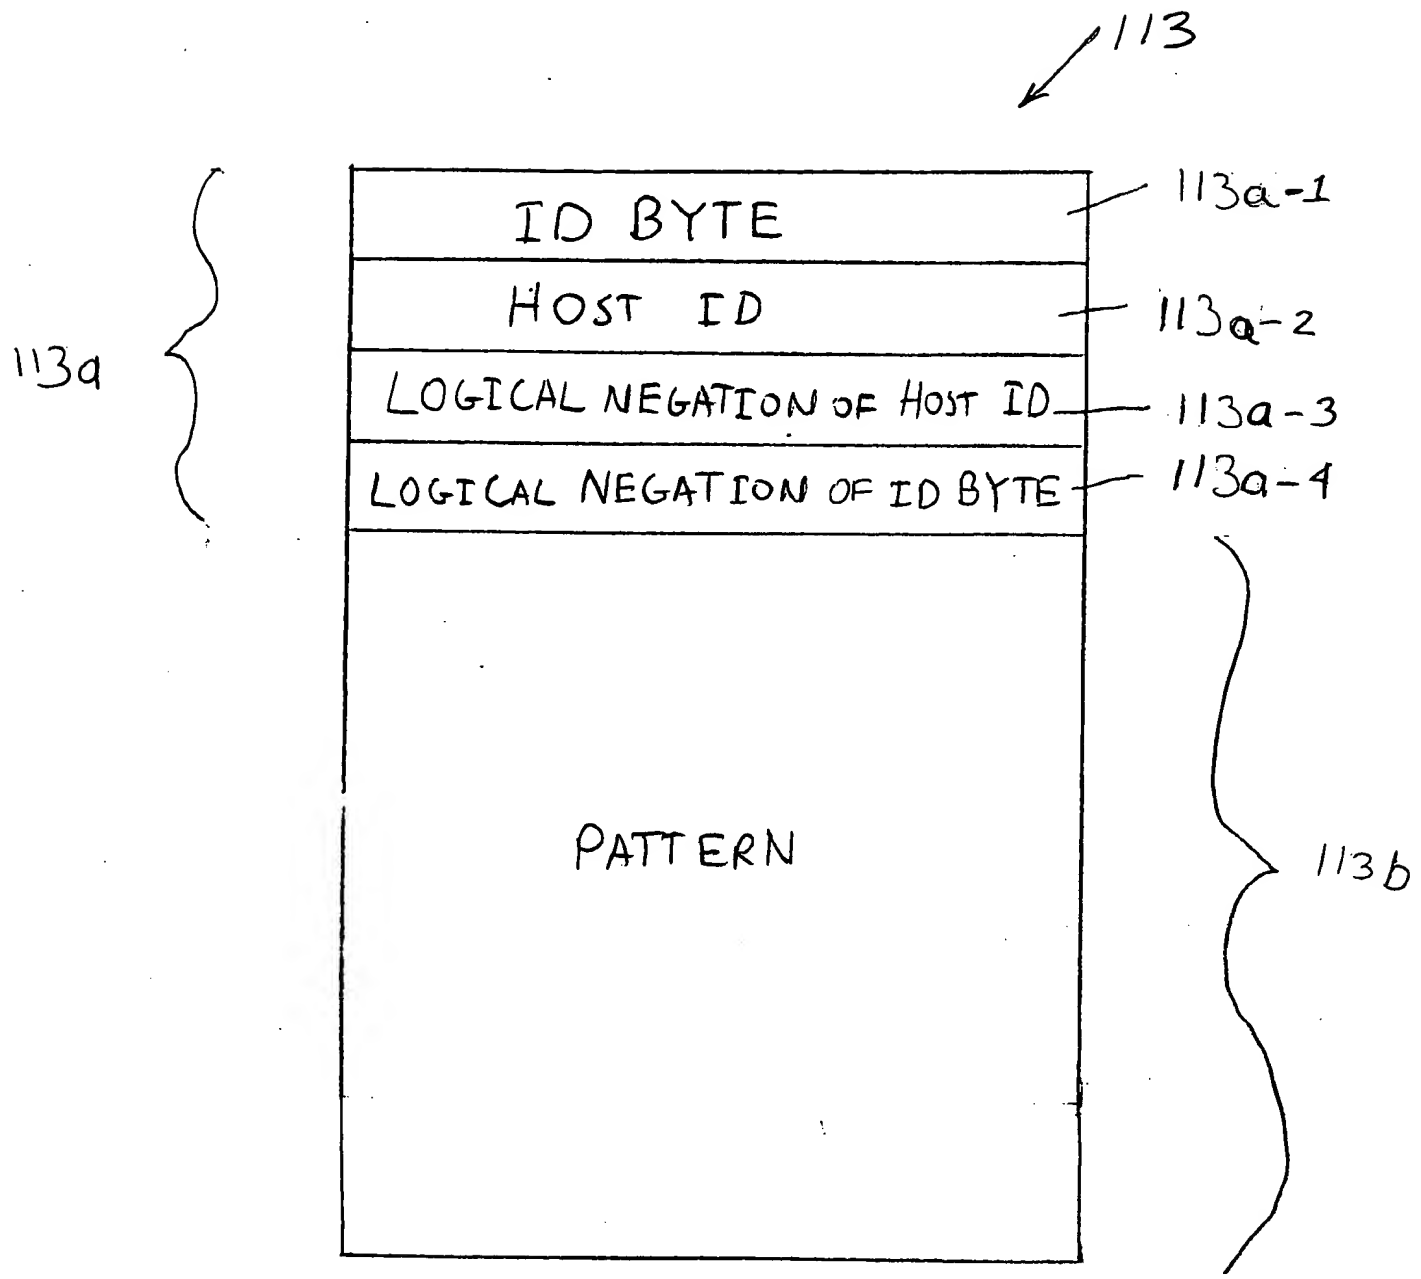 113
ID BYTE 113a-1
HOST ID 113a-2
113a
LOGICAL NEGATION OF HOST ID 113a-3
LOGICAL NEGATION OF ID BYTE 113a-4
PATTERN
113b